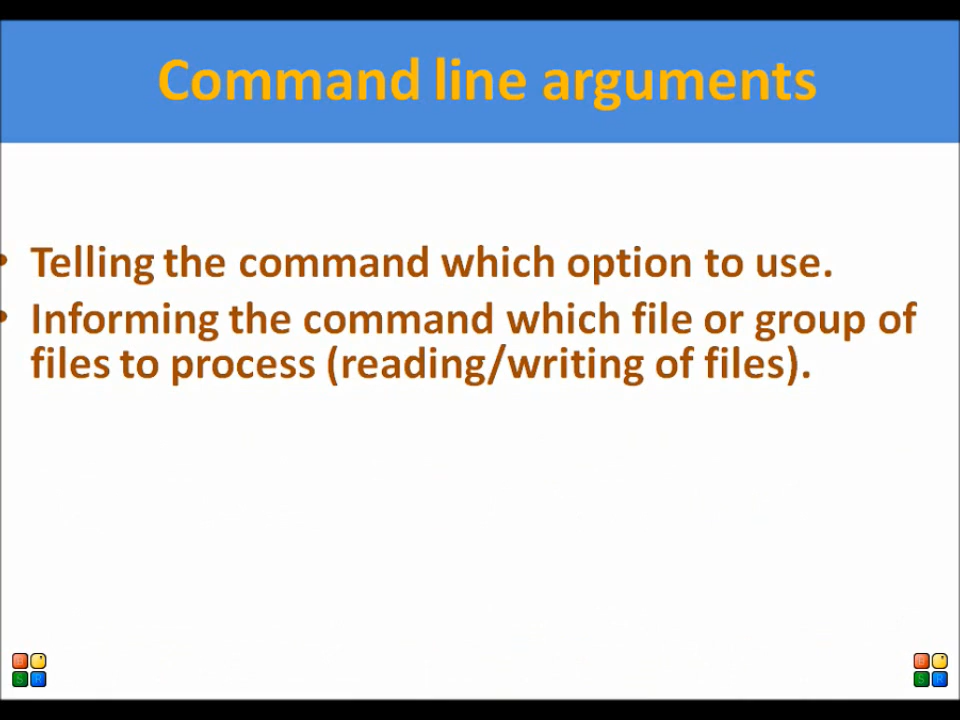 Command line arguments
• Telling the command which option to use.
• Informing the command which file or group of
files to process (reading/writing of files).
S R
S R